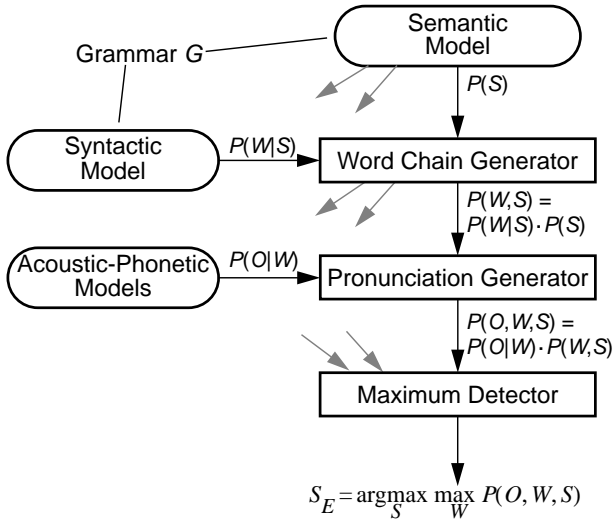 Semantic
Model
Grammar G
P(S)
Syntactic
Model
P(W|S)
Word Chain Generator
P(W,S) =
P(W|S)·P(S)
Acoustic-Phonetic
Models
P(O|W)
Pronunciation Generator
P(O,W,S) =
P(O|W)·P(W,S)
Maximum Detector
S_E = argmax max P(O, W, S)
S W